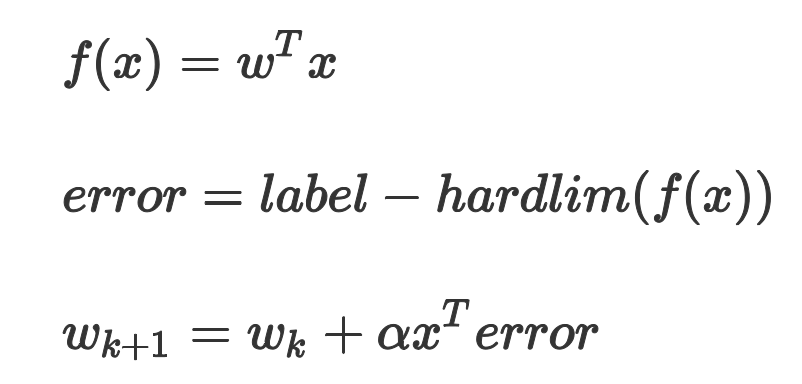 f(x) = w^T x
error = label − hardlim(f(x))
w_{k+1} = w_k + αx^T error